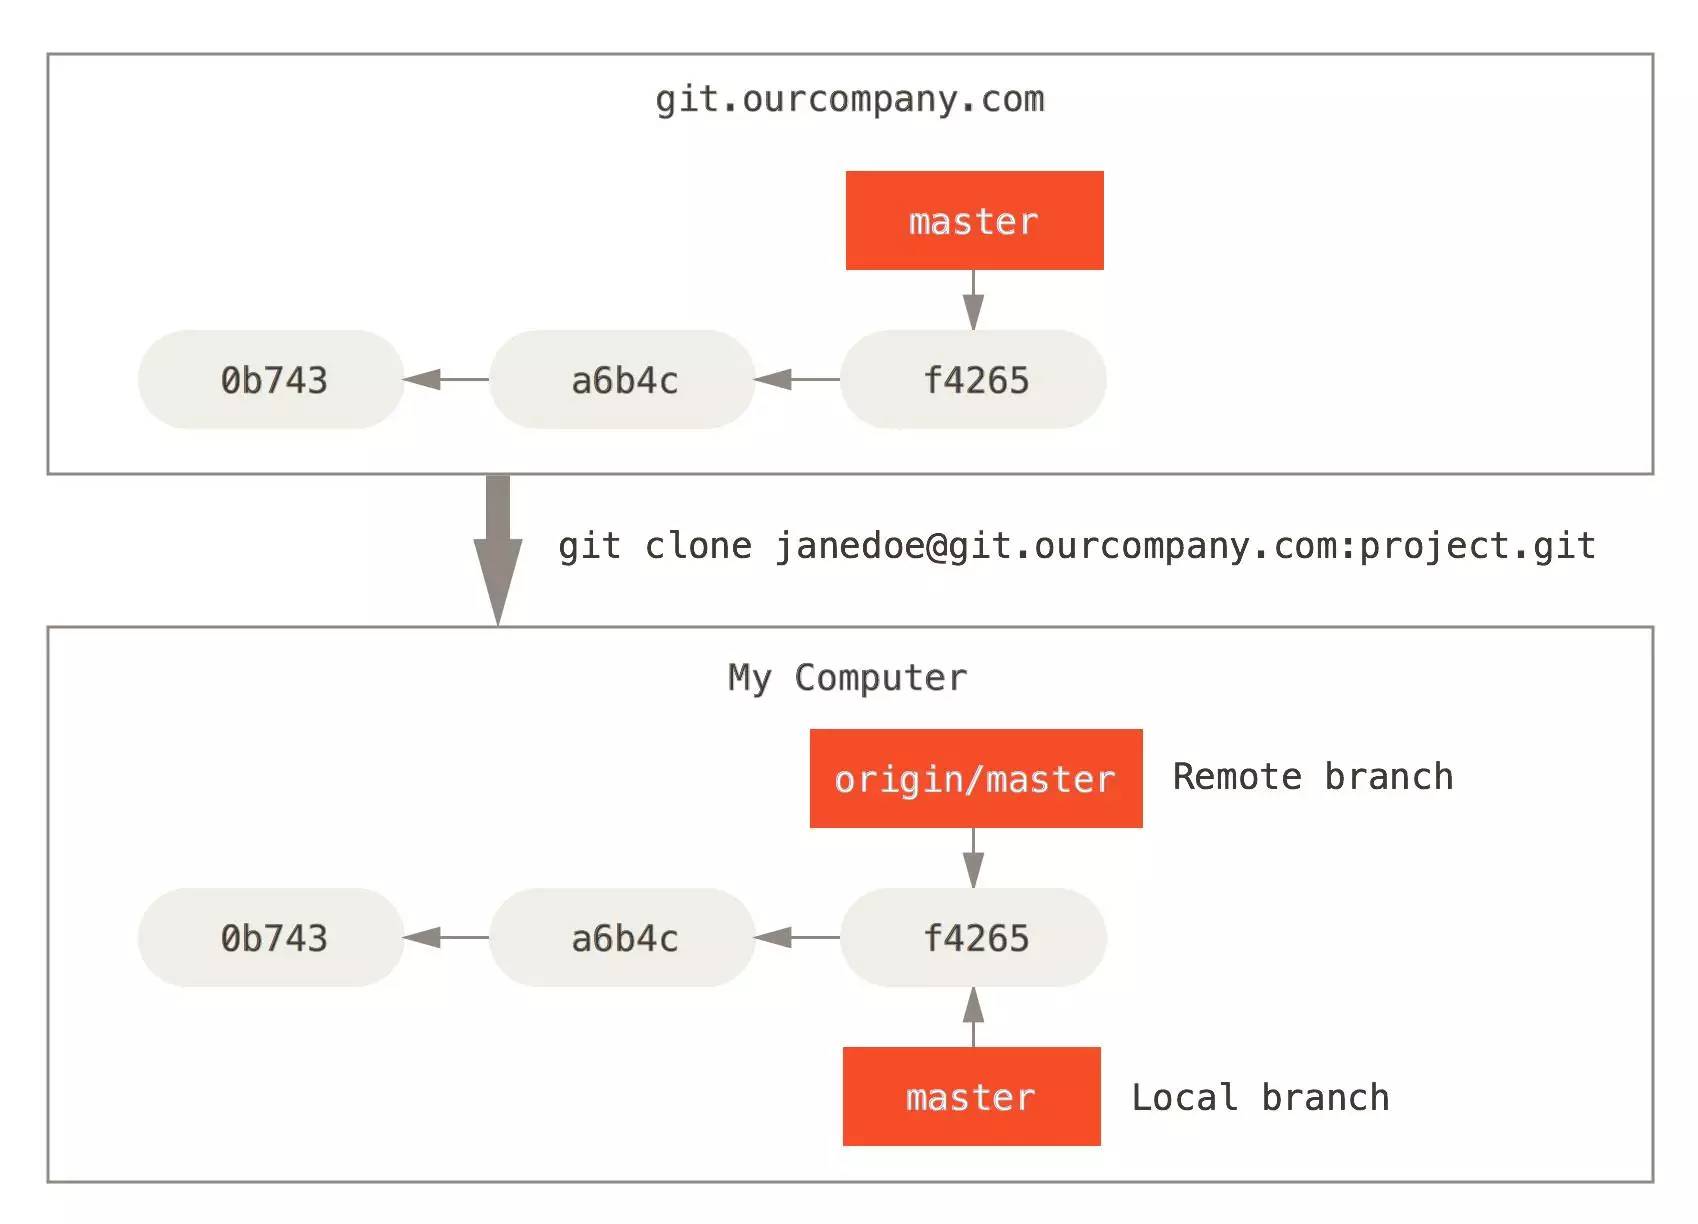 git.ourcompany.com
master
0b743 a6b4c f4265
git clone janedoe@git.ourcompany.com:project.git
My Computer
origin/master Remote branch
0b743 a6b4c f4265
master Local branch